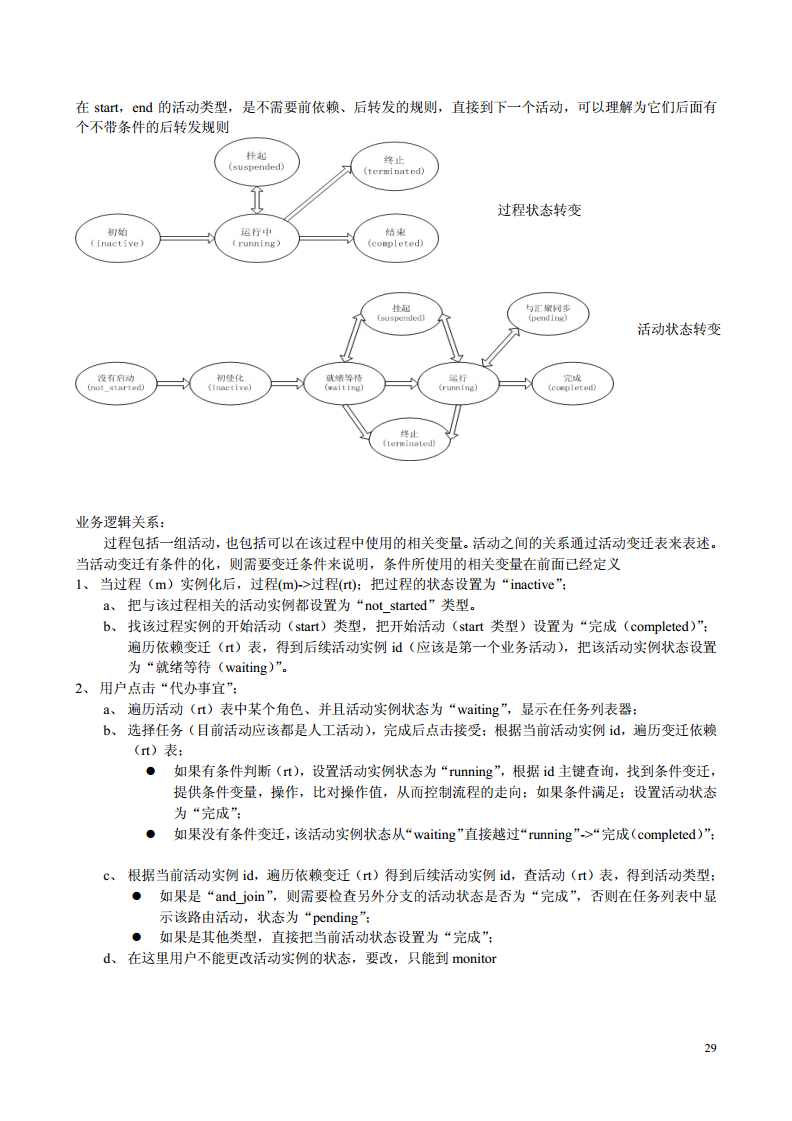 在 start，end 的活动类型，是不需要前依赖、后转发的规则，直接到下一个活动，可以理解为它们后面有
个不带条件的后转发规则
挂起
(suspended)
终止
(terminated)
过程状态转变
初始
(inactive)
运行中
(running)
结束
(completed)
挂起
(suspended)
与汇聚同步
(pending)
活动状态转变
没有启动
(not_started)
初使化
(inactive)
就绪等待
(waiting)
运行
(running)
完成
(completed)
终止
(terminated)
业务逻辑关系：
过程包括一组活动，也包括可以在该过程中使用的相关变量。活动之间的关系通过活动变迁表来表述。
当活动变迁有条件的化，则需要变迁条件来说明，条件所使用的相关变量在前面已经定义
1、 当过程（m）实例化后，过程(m)->过程(rt)；把过程的状态设置为“inactive”；
a、 把与该过程相关的活动实例都设置为“not_started”类型。
b、 找该过程实例的开始活动（start）类型，把开始活动（start 类型）设置为“完成（completed）”；
遍历依赖变迁（rt）表，得到后续活动实例 id（应该是第一个业务活动），把该活动实例状态设置
为“就绪等待（waiting）”。
2、 用户点击“代办事宜”；
a、 遍历活动（rt）表中某个角色、并且活动实例状态为“waiting”，显示在任务列表器；
b、 选择任务（目前活动应该都是人工活动），完成后点击接受；根据当前活动实例 id，遍历变迁依赖
（rt）表；
● 如果有条件判断（rt），设置活动实例状态为“running”，根据 id 主键查询，找到条件变迁，
提供条件变量，操作，比对操作值，从而控制流程的走向；如果条件满足；设置活动状态
为“完成”；
● 如果没有条件变迁，该活动实例状态从“waiting”直接越过“running”->“完成（completed）”；
c、 根据当前活动实例 id，遍历依赖变迁（rt）得到后续活动实例 id，查活动（rt）表，得到活动类型；
● 如果是“and_join”，则需要检查另外分支的活动状态是否为“完成”，否则在任务列表中显
示该路由活动，状态为“pending”；
● 如果是其他类型，直接把当前活动状态设置为“完成”；
d、 在这里用户不能更改活动实例的状态，要改，只能到 monitor
29